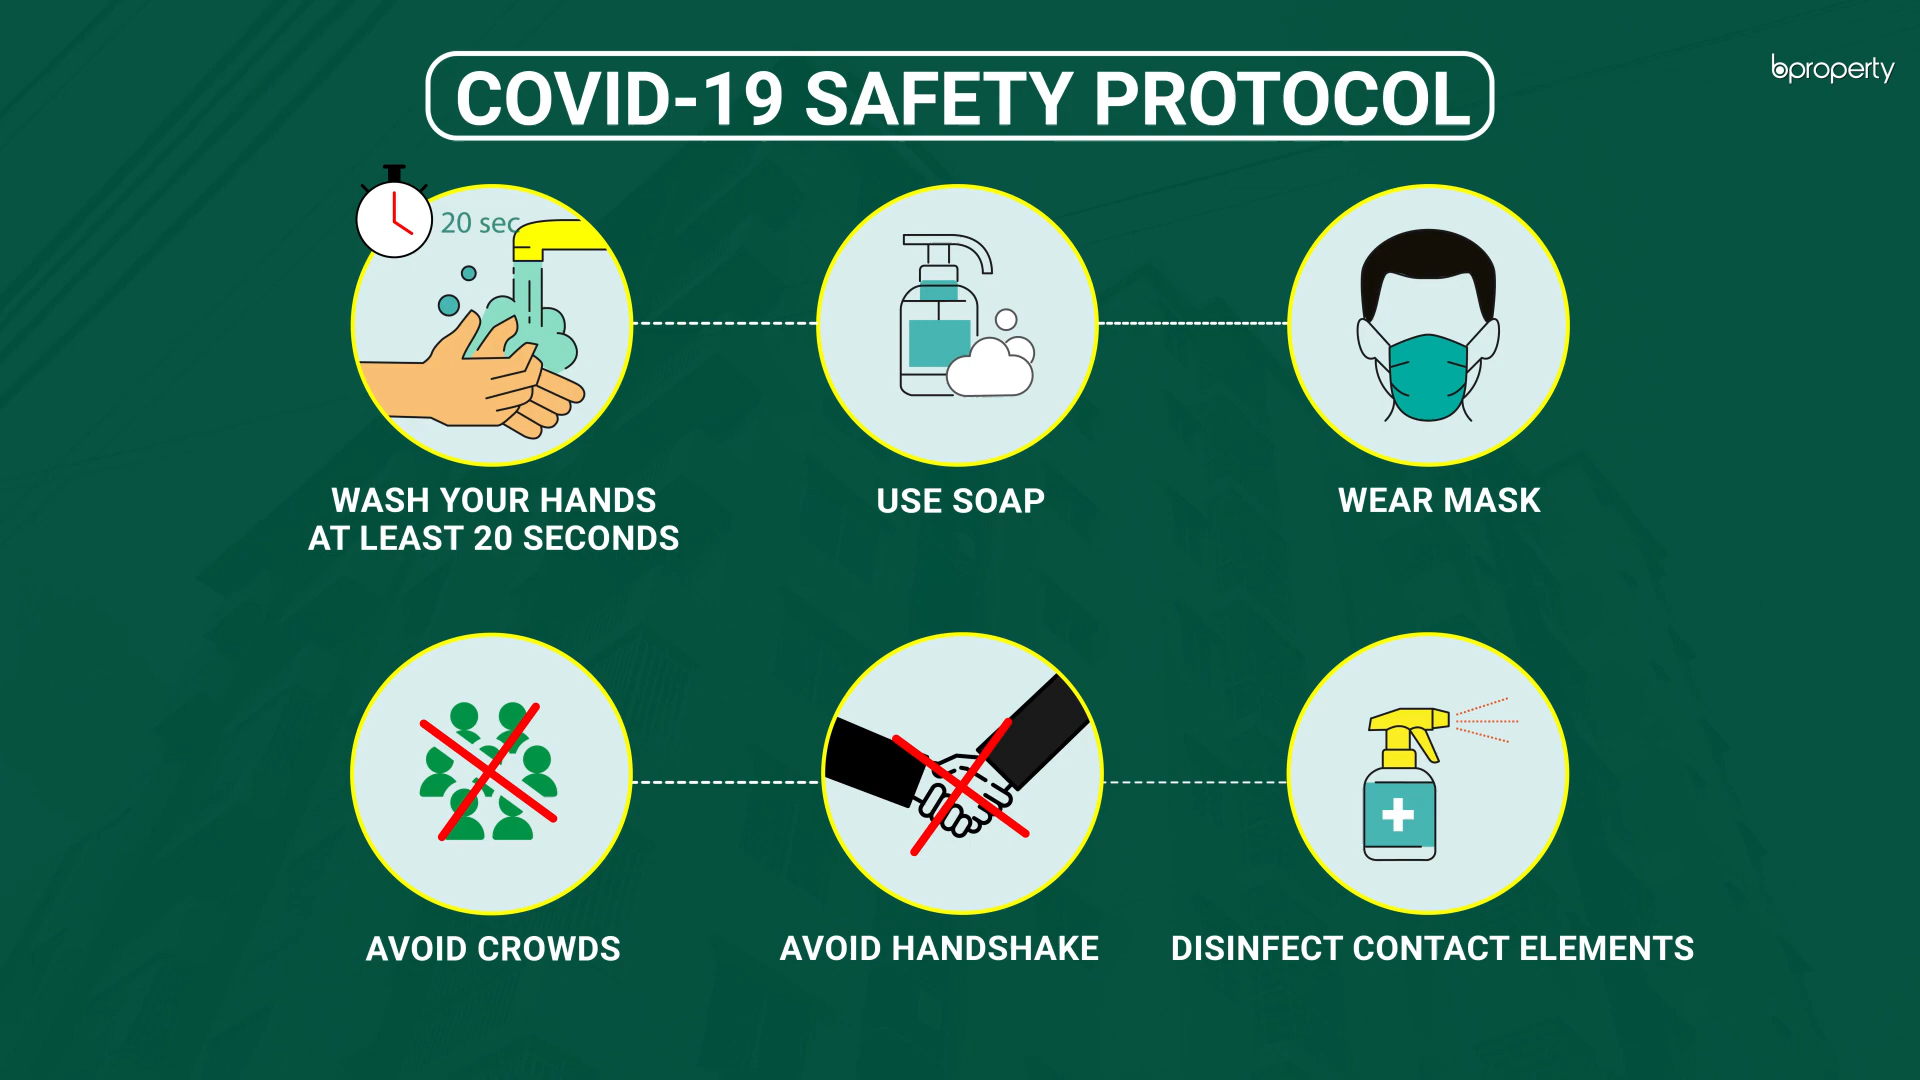 COVID-19 SAFETY PROTOCOL
bproperty
20 sec
WASH YOUR HANDS
AT LEAST 20 SECONDS
USE SOAP
WEAR MASK
AVOID CROWDS
AVOID HANDSHAKE
DISINFECT CONTACT ELEMENTS